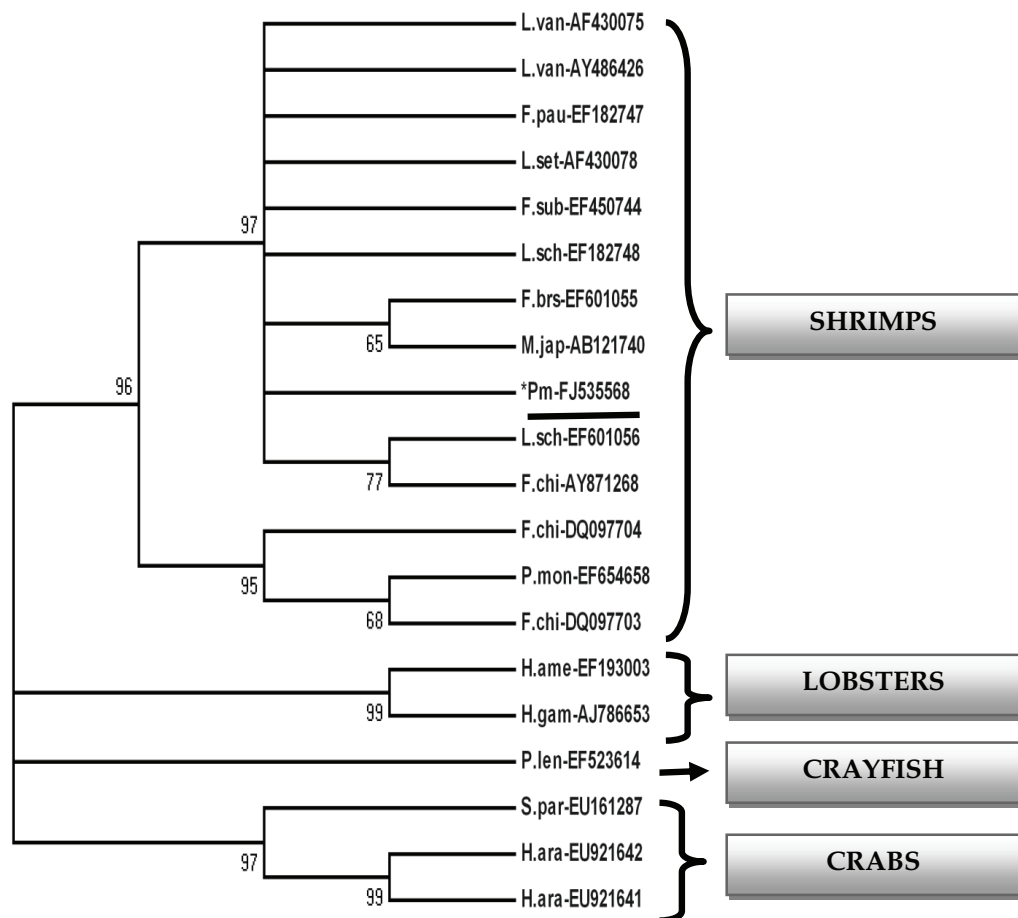 L.van-AF430075
L.van-AY486426
F.pau-EF182747
L.set-AF430078
F.sub-EF450744
97
L.sch-EF182748
F.brs-EF601055
SHRIMPS
65
M.jap-AB121740
96
*Pm-FJ535568
L.sch-EF601056
77
F.chi-AY871268
F.chi-DQ097704
95
P.mon-EF654658
68
F.chi-DQ097703
H.ame-EF193003
LOBSTERS
99
H.gam-AJ786653
P.len-EF523614
CRAYFISH
S.par-EU161287
97
H.ara-EU921642
CRABS
99
H.ara-EU921641